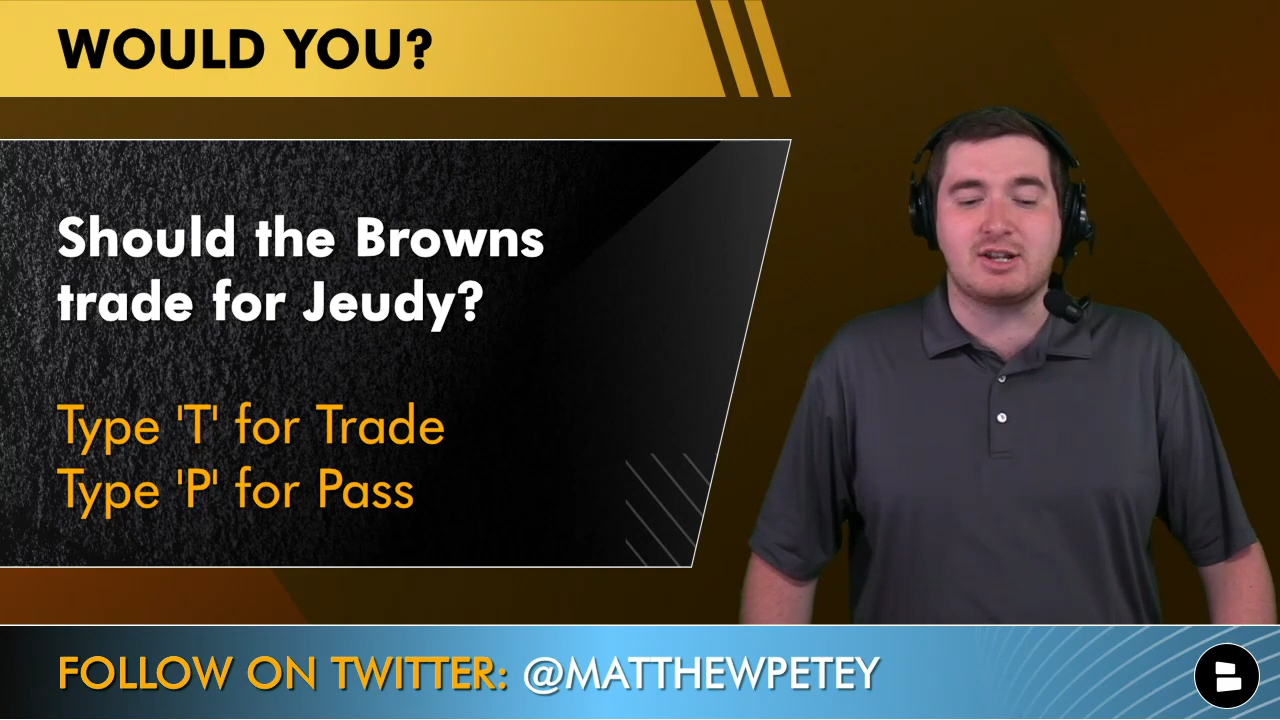 WOULD YOU?
Should the Browns
trade for Jeudy?
Type 'T' for Trade
Type 'P' for Pass
FOLLOW ON TWITTER: @MATTHEWPETEY